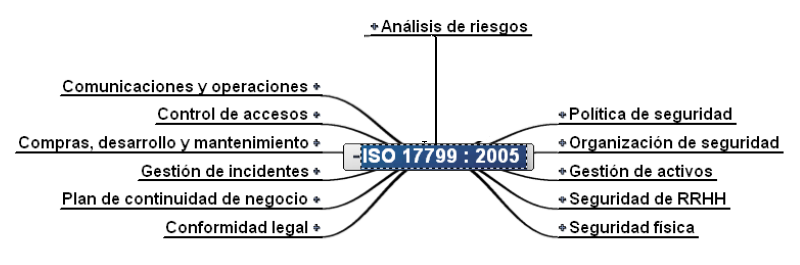 Análisis de riesgos
Comunicaciones y operaciones
Control de accesos
Compras, desarrollo y mantenimiento
Gestión de incidentes
Plan de continuidad de negocio
Conformidad legal
ISO 17799 : 2005
Política de seguridad
Organización de seguridad
Gestión de activos
Seguridad de RRHH
Seguridad física